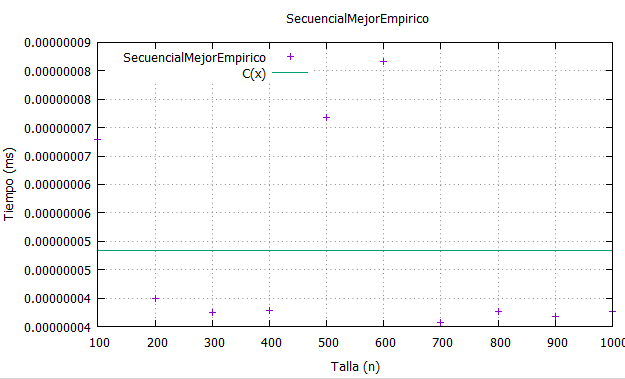 SecuencialMejorEmpirico
0.00000009
0.00000008
0.00000008
0.00000007
0.00000007
0.00000006
0.00000006
0.00000005
0.00000005
0.00000004
0.00000004
SecuencialMejorEmpirico
C(x)
Tiempo (ms)
100 200 300 400 500 600 700 800 900 1000
Talla (n)